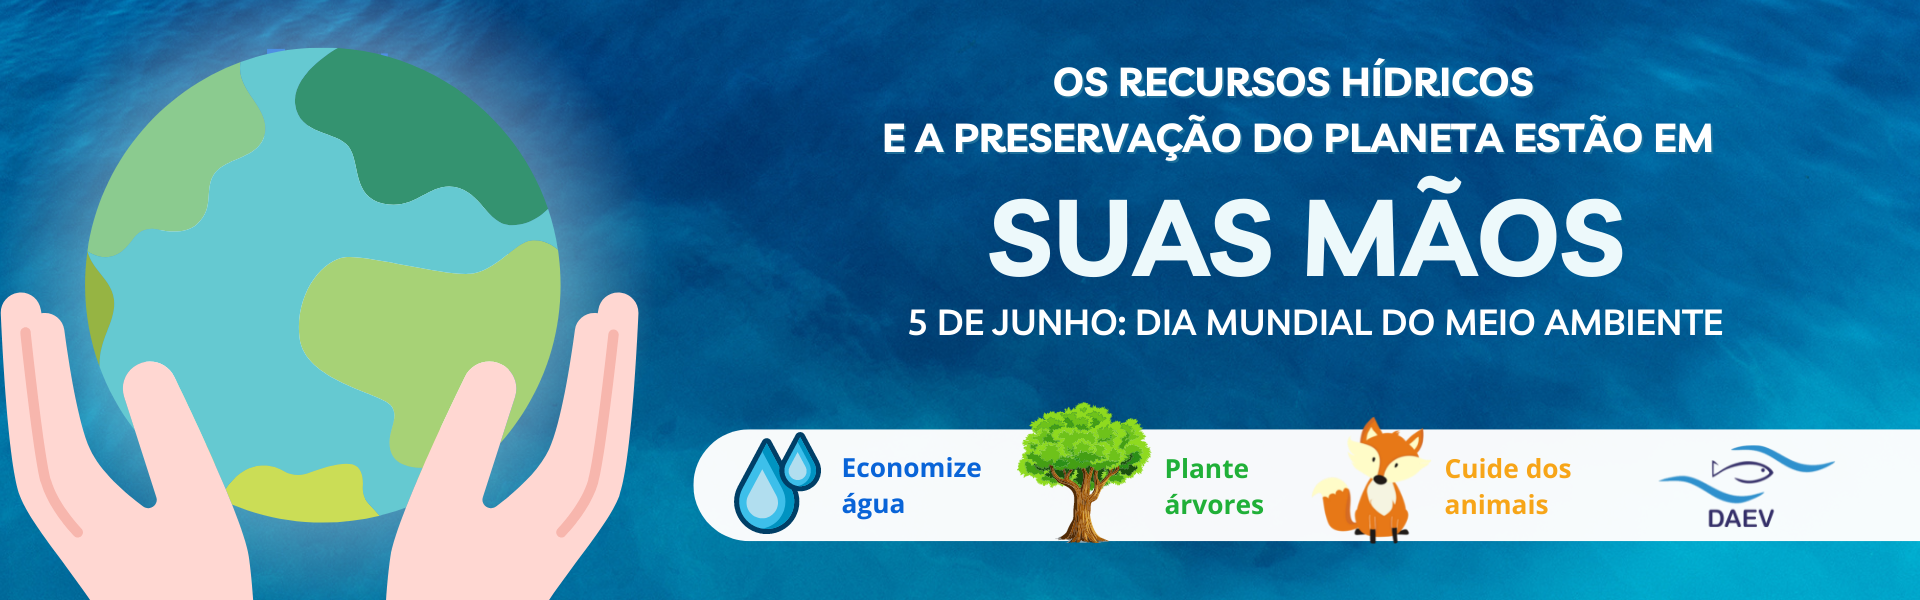 OS RECURSOS HÍDRICOS
E A PRESERVAÇÃO DO PLANETA ESTÃO EM
SUAS MÃOS
5 DE JUNHO: DIA MUNDIAL DO MEIO AMBIENTE
Economize
água
Plante
árvores
Cuide dos
animais
DAEV